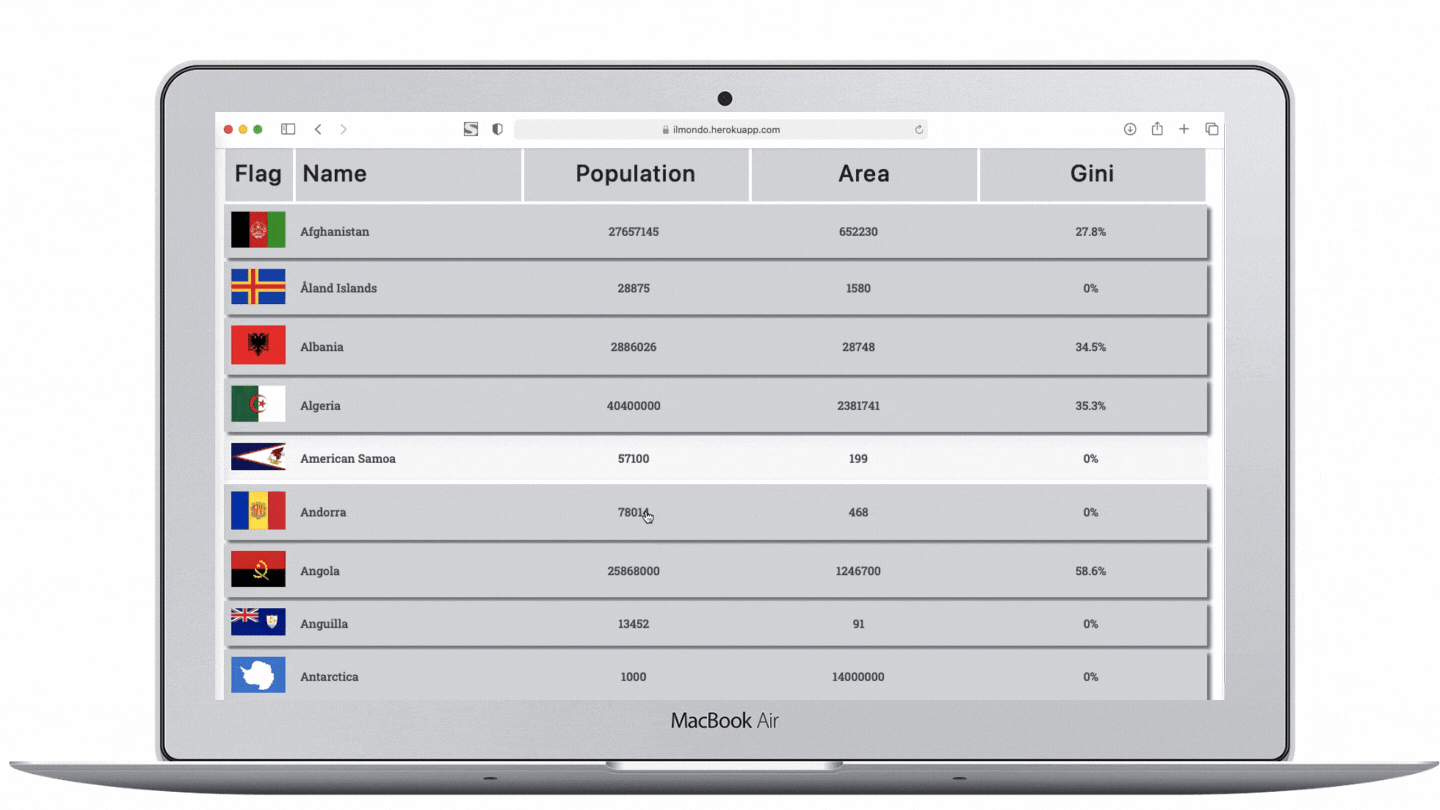 ilmondo.herokuapp.com
Flag Name Population Area Gini
Afghanistan 27657145 652230 27.8%
Åland Islands 28875 1580 0%
Albania 2886026 28748 34.5%
Algeria 40400000 2381741 35.3%
American Samoa 57100 199 0%
Andorra 78014 468 0%
Angola 25868000 1246700 58.6%
Anguilla 13452 91 0%
Antarctica 1000 14000000 0%
MacBook Air